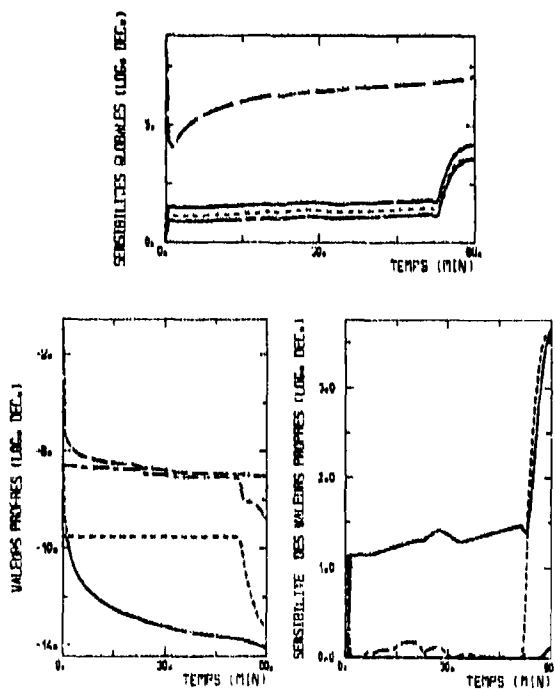 SENSIBILITES GLOBALES (LOG. DEC.)
5.
0.
0. 30. 60.
TEMPS (MIN)
VALEURS PROPRES (LOG. DEC.)
-10.
-14.
0. 30. 60.
TEMPS (MIN)
SENSIBILITE DES VALEURS PROPRES (LOG. DEC.)
3.0
2.0
1.0
0.0
0. 30. 60.
TEMPS (MIN)